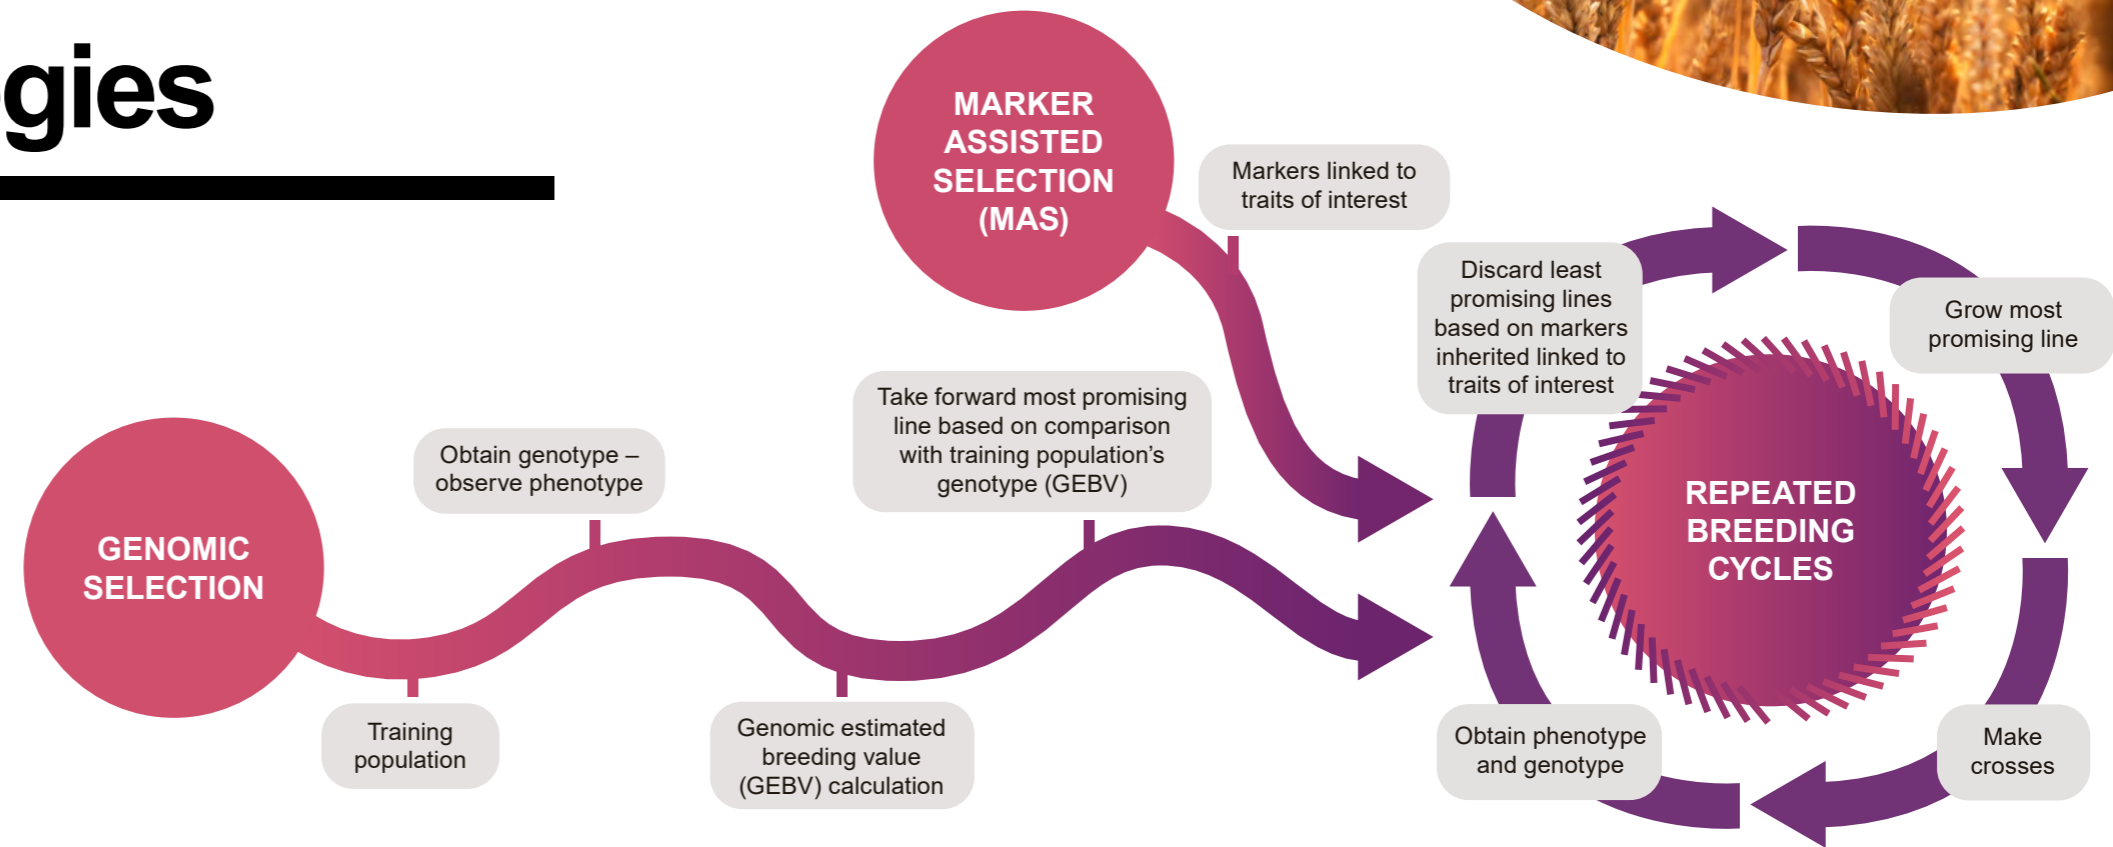 gies
MARKER
ASSISTED
SELECTION
(MAS)
Markers linked to
traits of interest
Discard least
promising lines
based on markers
inherited linked to
traits of interest
Grow most
promising line
Take forward most promising
line based on comparison
with training population’s
genotype (GEBV)
Obtain genotype –
observe phenotype
GENOMIC
SELECTION
REPEATED
BREEDING
CYCLES
Training
population
Genomic estimated
breeding value
(GEBV) calculation
Obtain phenotype
and genotype
Make
crosses